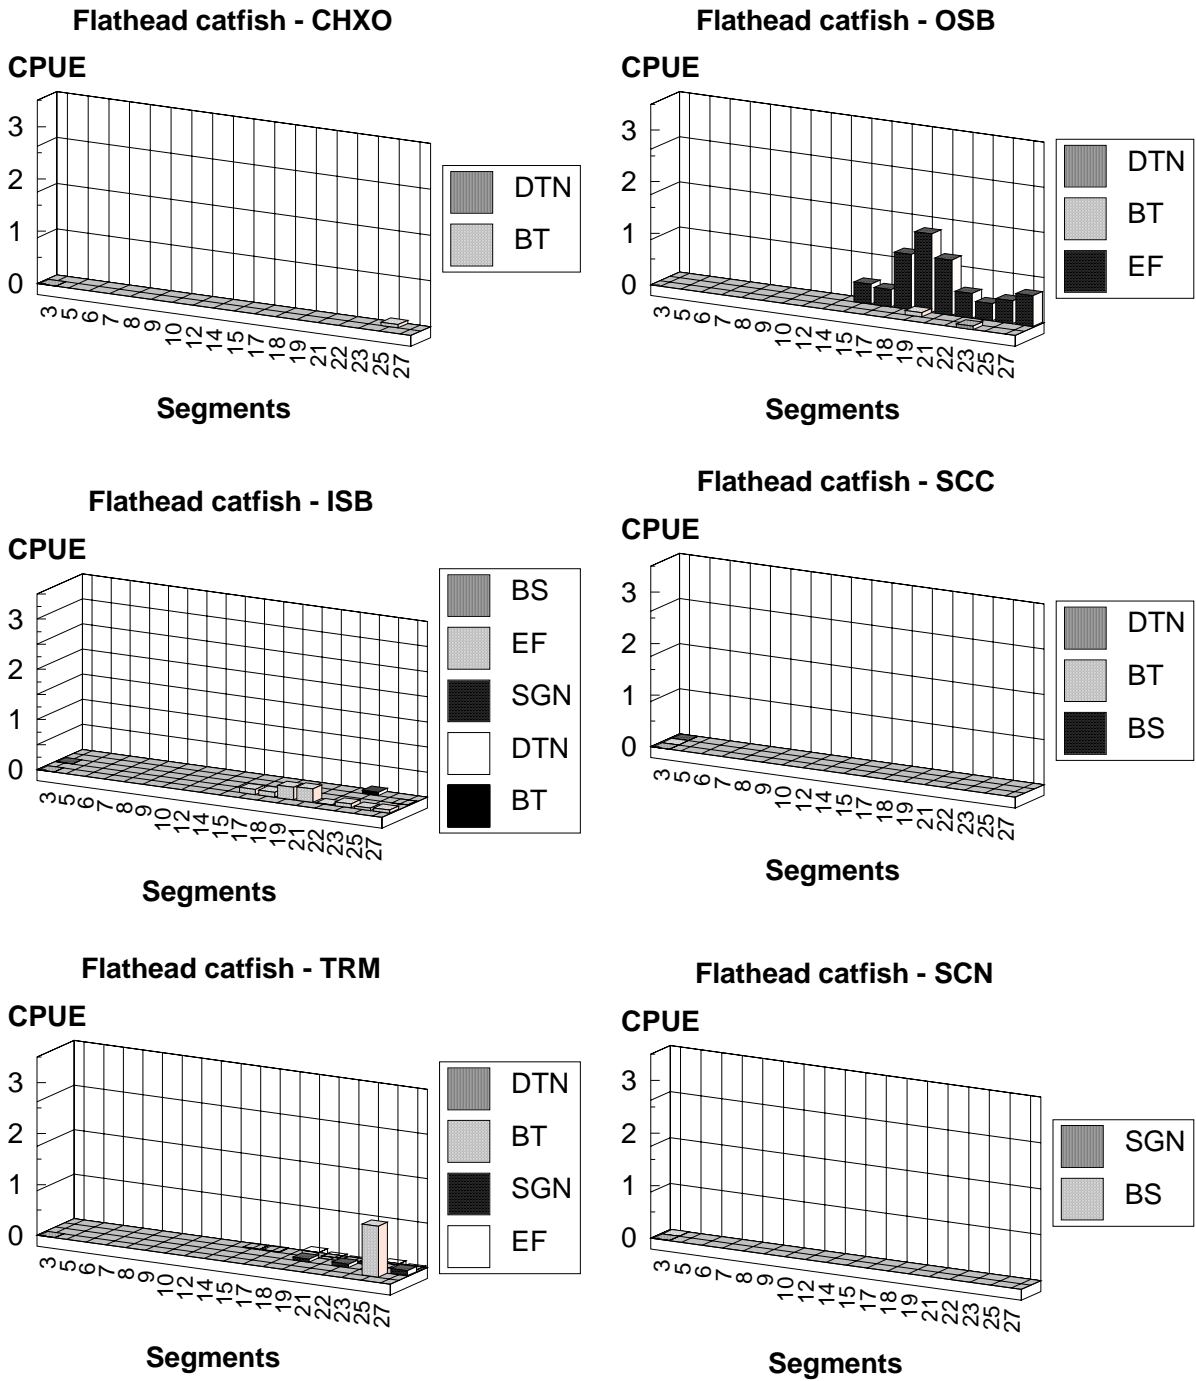 Flathead catfish - CHXO
CPUE
3
2
1
0
3 5 6 7 8 9 10 12 14 15 17 18 19 21 22 23 25 27
Segments
DTN
BT
Flathead catfish - OSB
CPUE
3
2
1
0
3 5 6 7 8 9 10 12 14 15 17 18 19 21 22 23 25 27
Segments
DTN
BT
EF
Flathead catfish - ISB
CPUE
3
2
1
0
3 5 6 7 8 9 10 12 14 15 17 18 19 21 22 23 25 27
Segments
BS
EF
SGN
DTN
BT
Flathead catfish - SCC
CPUE
3
2
1
0
3 5 6 7 8 9 10 12 14 15 17 18 19 21 22 23 25 27
Segments
DTN
BT
BS
Flathead catfish - TRM
CPUE
3
2
1
0
3 5 6 7 8 9 10 12 14 15 17 18 19 21 22 23 25 27
Segments
DTN
BT
SGN
EF
Flathead catfish - SCN
CPUE
3
2
1
0
3 5 6 7 8 9 10 12 14 15 17 18 19 21 22 23 25 27
Segments
SGN
BS